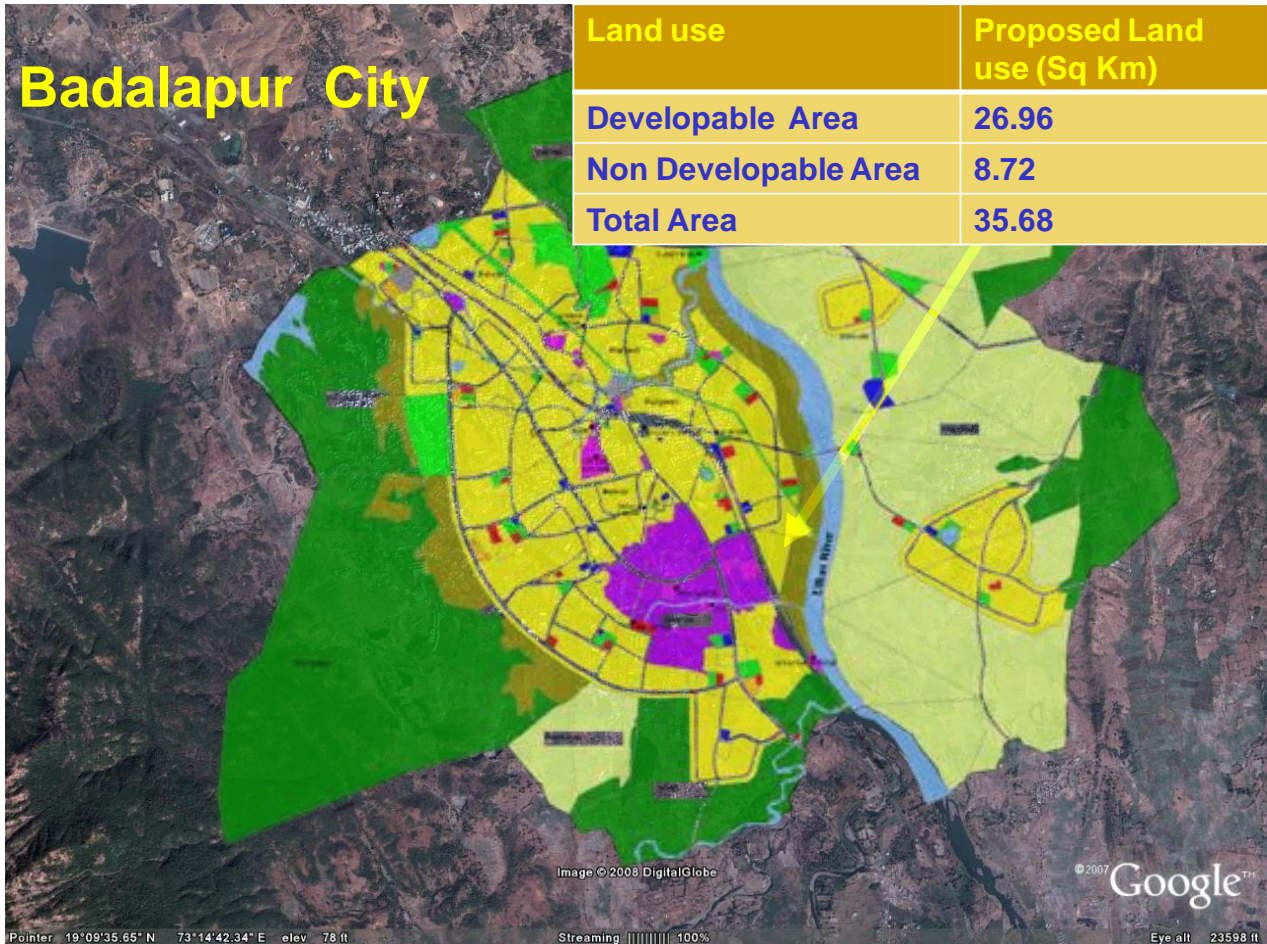 Badalapur City
Land use
Proposed Land
use (Sq Km)
Developable Area
26.96
Non Developable Area
8.72
Total Area
35.68
Ulhas River
Image © 2008 DigitalGlobe
©2007 Google™
Pointer 19°09'35.65" N 73°14'42.34" E elev 78 ft
Streaming ||||||||| 100%
Eye alt 23598 ft